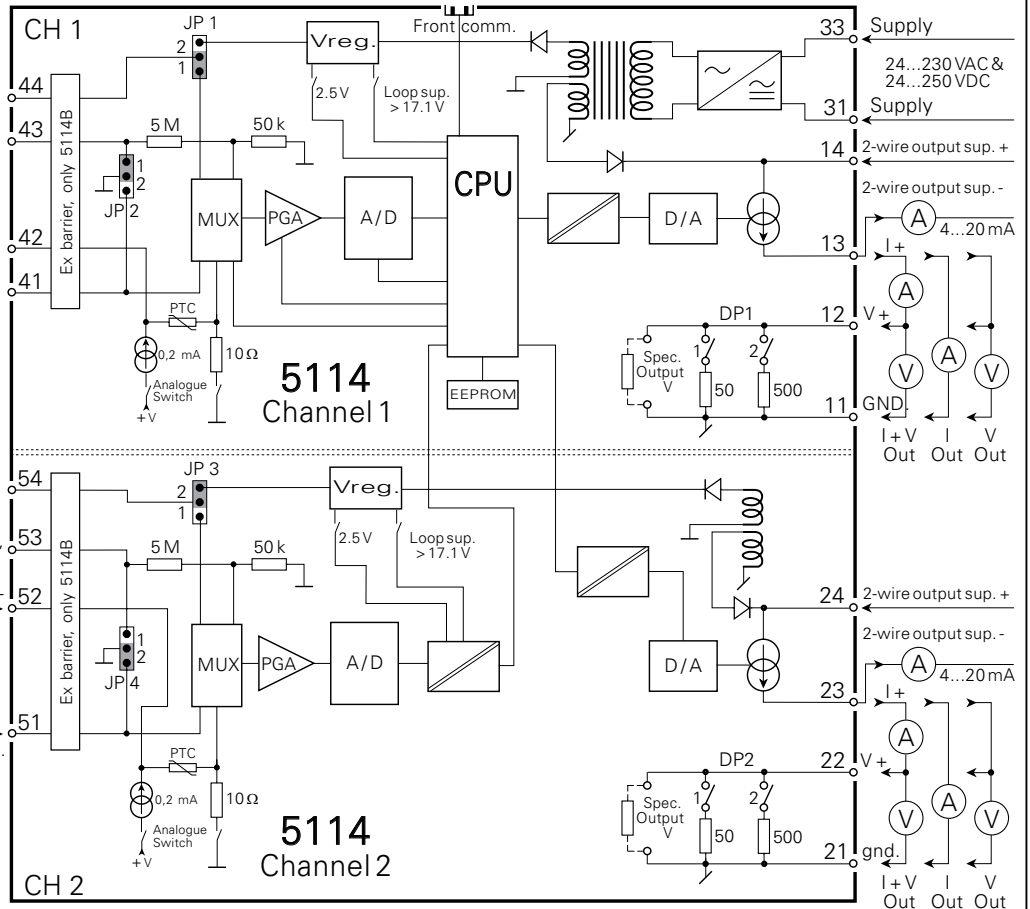 CH 1
JP 1
2
1
Vreg.
Front comm.
2.5 V
Loop sup.
> 17.1 V
33
Supply
24...230 VAC &
24...250 VDC
31
Supply
44
43
42
41
Ex barrier, only 5114B
5 M
50 k
1
2
JP 2
MUX
PGA
A/D
CPU
D/A
14
2-wire output sup. +
2-wire output sup. -
A
4...20 mA
13
I +
A
PTC
0,2 mA
10 Ω
Analogue
Switch
+V
5114
Channel 1
EEPROM
DP1
12
V +
Spec.
Output
V
1
2
50
500
V
A
V
11
GND.
I + V
Out
I
Out
V
Out
54
53
52
51
Ex barrier, only 5114B
JP 3
2
1
Vreg.
2.5 V
Loop sup.
> 17.1 V
5 M
50 k
1
2
JP 4
MUX
PGA
A/D
D/A
24
2-wire output sup. +
2-wire output sup. -
A
4...20 mA
23
I +
A
PTC
0,2 mA
10 Ω
Analogue
Switch
+V
5114
Channel 2
DP2
22
V +
Spec.
Output
V
1
2
50
500
V
A
V
21
gnd.
I + V
Out
I
Out
V
Out
CH 2